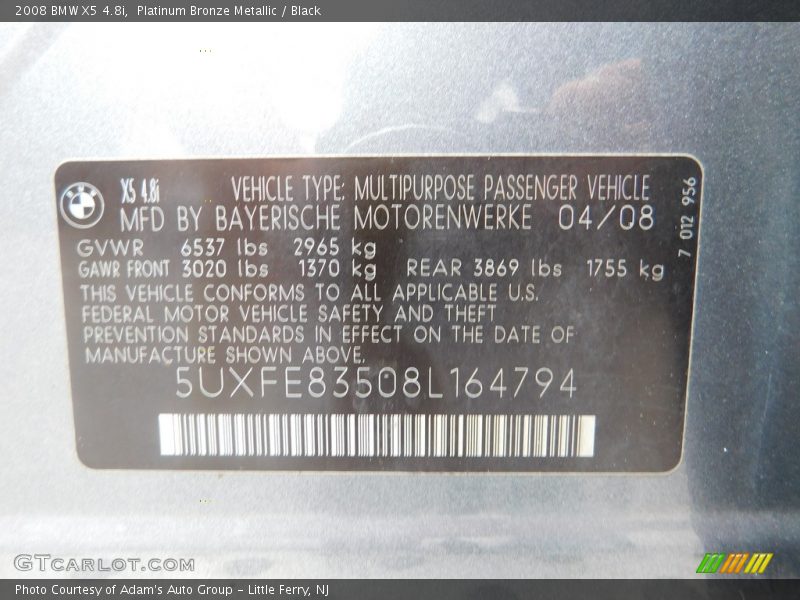 2008 BMW X5 4.8i, Platinum Bronze Metallic / Black
X5 4.8i VEHICLE TYPE: MULTIPURPOSE PASSENGER VEHICLE
MFD BY BAYERISCHE MOTORENWERKE 04/08
GVWR 6537 lbs 2965 kg
GAWR FRONT 3020 lbs 1370 kg REAR 3869 lbs 1755 kg
THIS VEHICLE CONFORMS TO ALL APPLICABLE U.S.
FEDERAL MOTOR VEHICLE SAFETY AND THEFT
PREVENTION STANDARDS IN EFFECT ON THE DATE OF
MANUFACTURE SHOWN ABOVE.
5UXFE83508L164794
7 012 956
GTCARLOT.COM
Photo Courtesy of Adam's Auto Group - Little Ferry, NJ